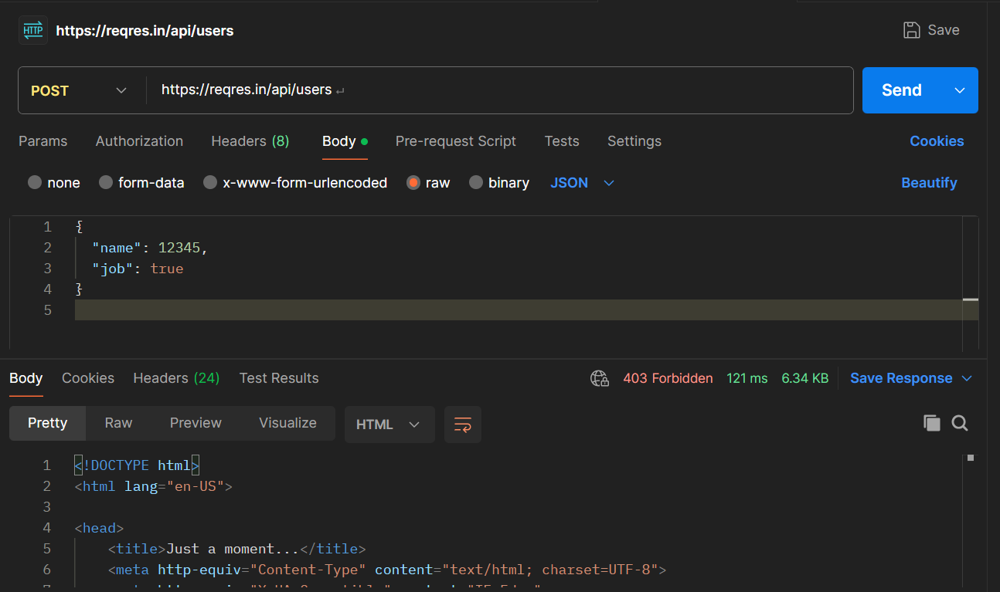 HTTP https://reqres.in/api/users Save
POST https://reqres.in/api/users ↵ Send
Params Authorization Headers (8) Body Pre-request Script Tests Settings Cookies
none form-data x-www-form-urlencoded raw binary JSON Beautify
1 {
2 "name": 12345,
3 "job": true
4 }
5
Body Cookies Headers (24) Test Results 403 Forbidden 121 ms 6.34 KB Save Response
Pretty Raw Preview Visualize HTML
1 <!DOCTYPE html>
2 <html lang="en-US">
3
4 <head>
5 <title>Just a moment...</title>
6 <meta http-equiv="Content-Type" content="text/html; charset=UTF-8">